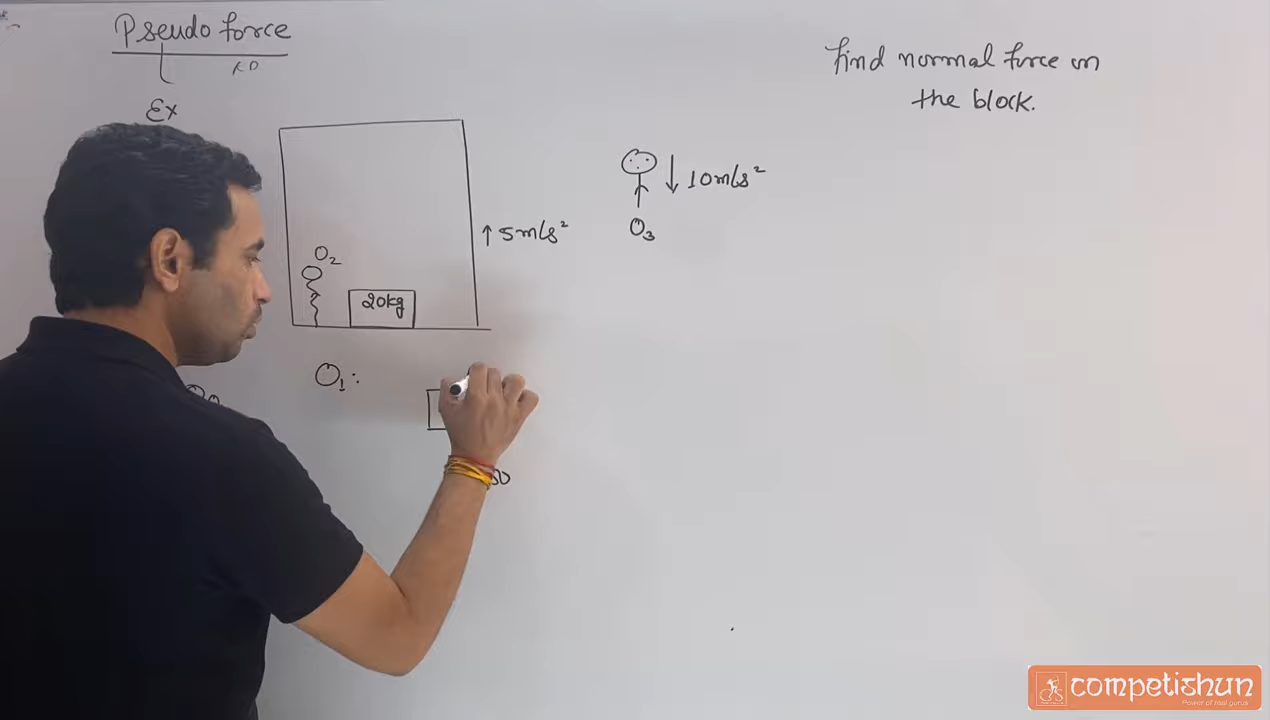 Pseudo force
Ex
find normal force on
the block.
↓ 10m/s²
O₃
↑ 5m/s²
O₂
20kg
O₁:
competishun
Power of real gurus